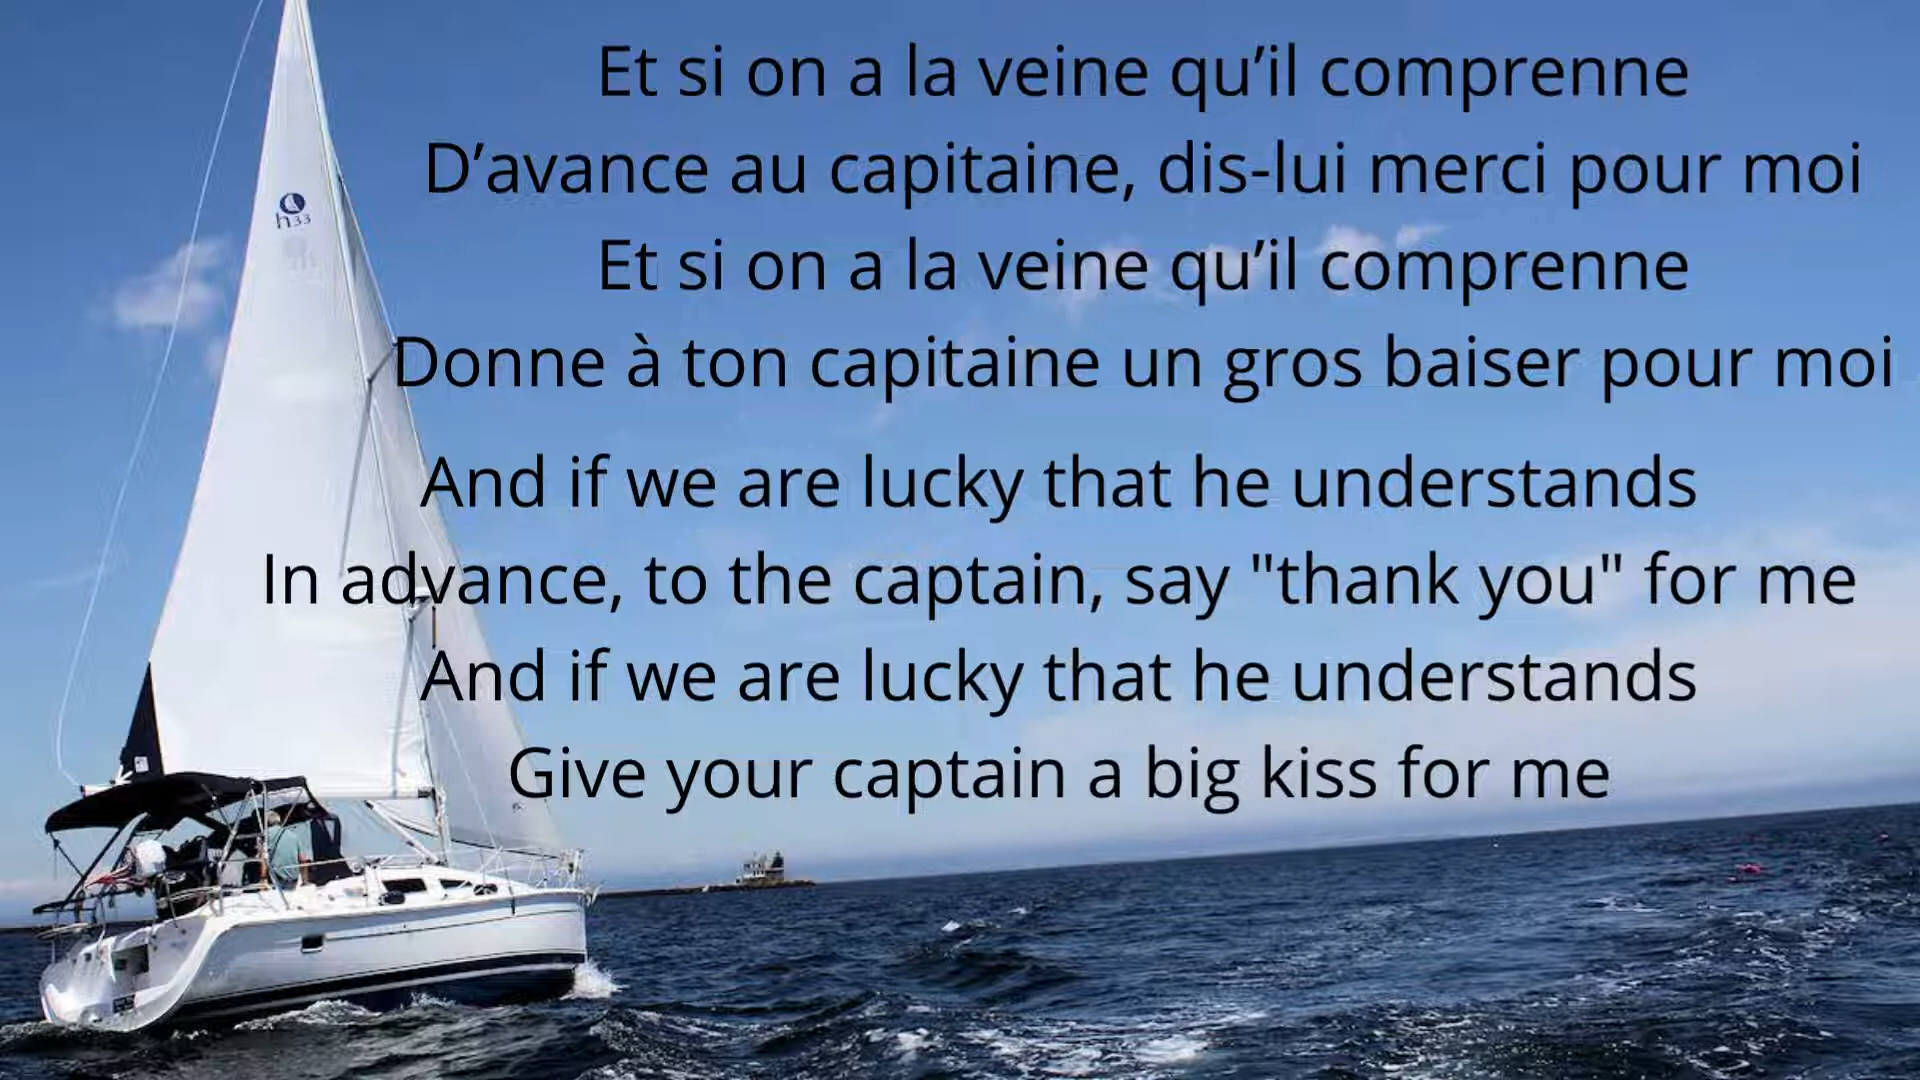 Et si on a la veine qu’il comprenne
D’avance au capitaine, dis-lui merci pour moi
Et si on a la veine qu’il comprenne
Donne à ton capitaine un gros baiser pour moi
And if we are lucky that he understands
In advance, to the captain, say "thank you" for me
And if we are lucky that he understands
Give your captain a big kiss for me
h33